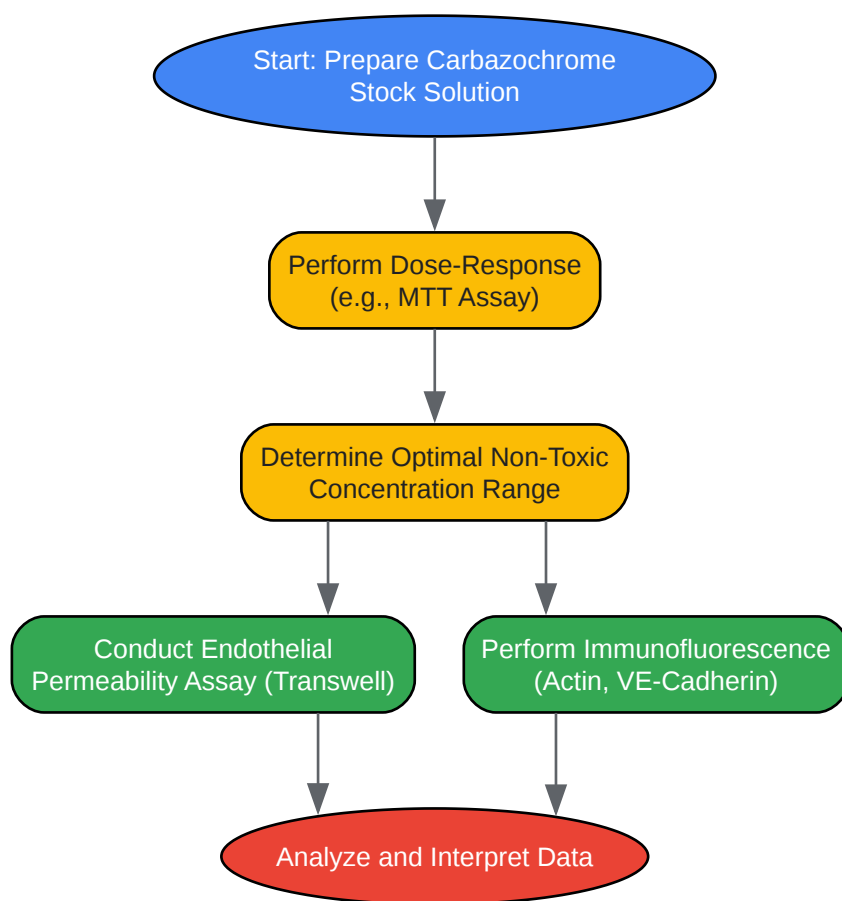 Start: Prepare Carbazochrome
Stock Solution
Perform Dose-Response
(e.g., MTT Assay)
Determine Optimal Non-Toxic
Concentration Range
Conduct Endothelial
Permeability Assay (Transwell)
Perform Immunofluorescence
(Actin, VE-Cadherin)
Analyze and Interpret Data